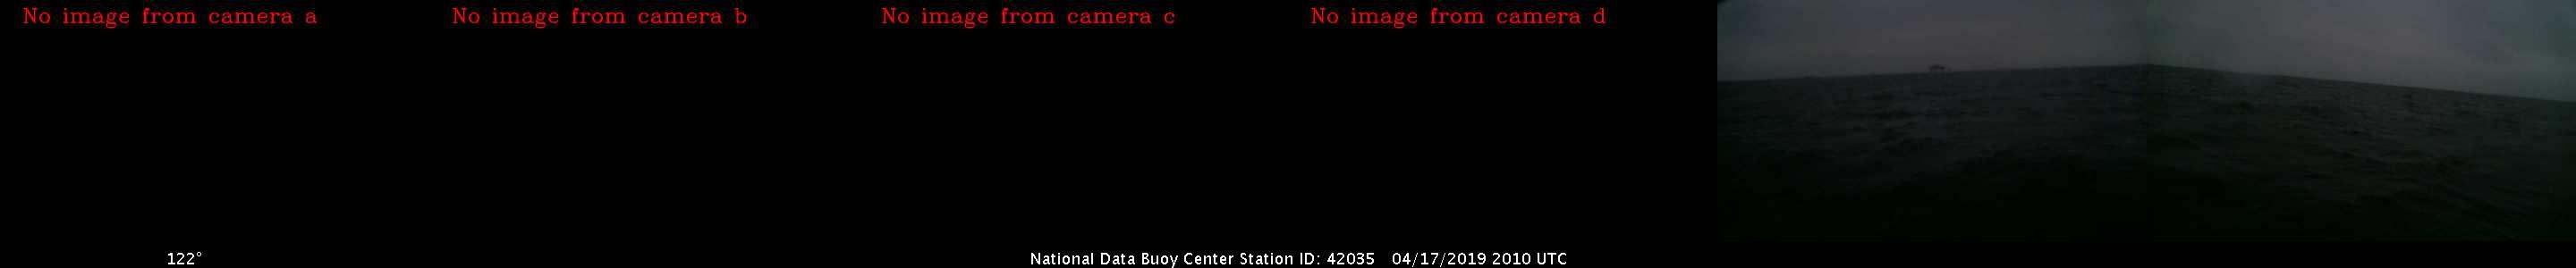 No image from camera a
No image from camera b
No image from camera c
No image from camera d
122°
National Data Buoy Center Station ID: 42035 04/17/2019 2010 UTC